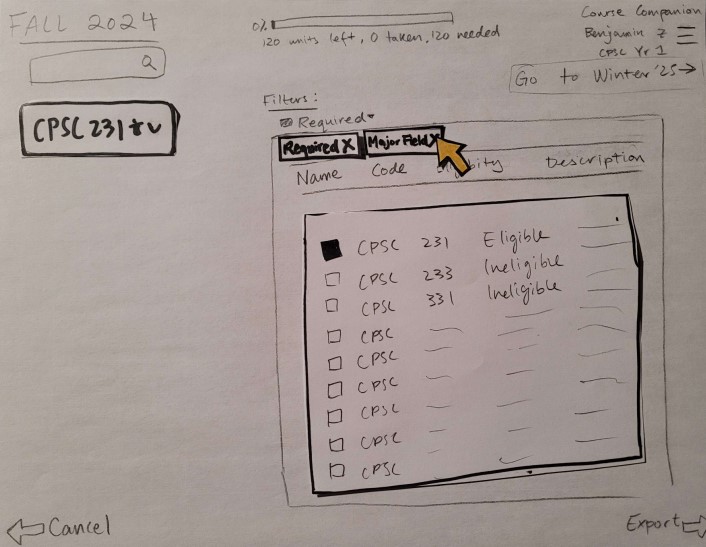 FALL 2024
0%
120 units left, 0 taken, 120 needed
Course Companion
Benjamin Z
CPSC Yr 1
Go to Winter '25→
CPSC 231
Filters:
Required
Required X
Major Field X
Name Code Description
CPSC 231 Eligible
CPSC 233 Ineligible
CPSC 331 Ineligible
CPSC
CPSC
CPSC
CPSC
CPSC
CPSC
Cancel
Export